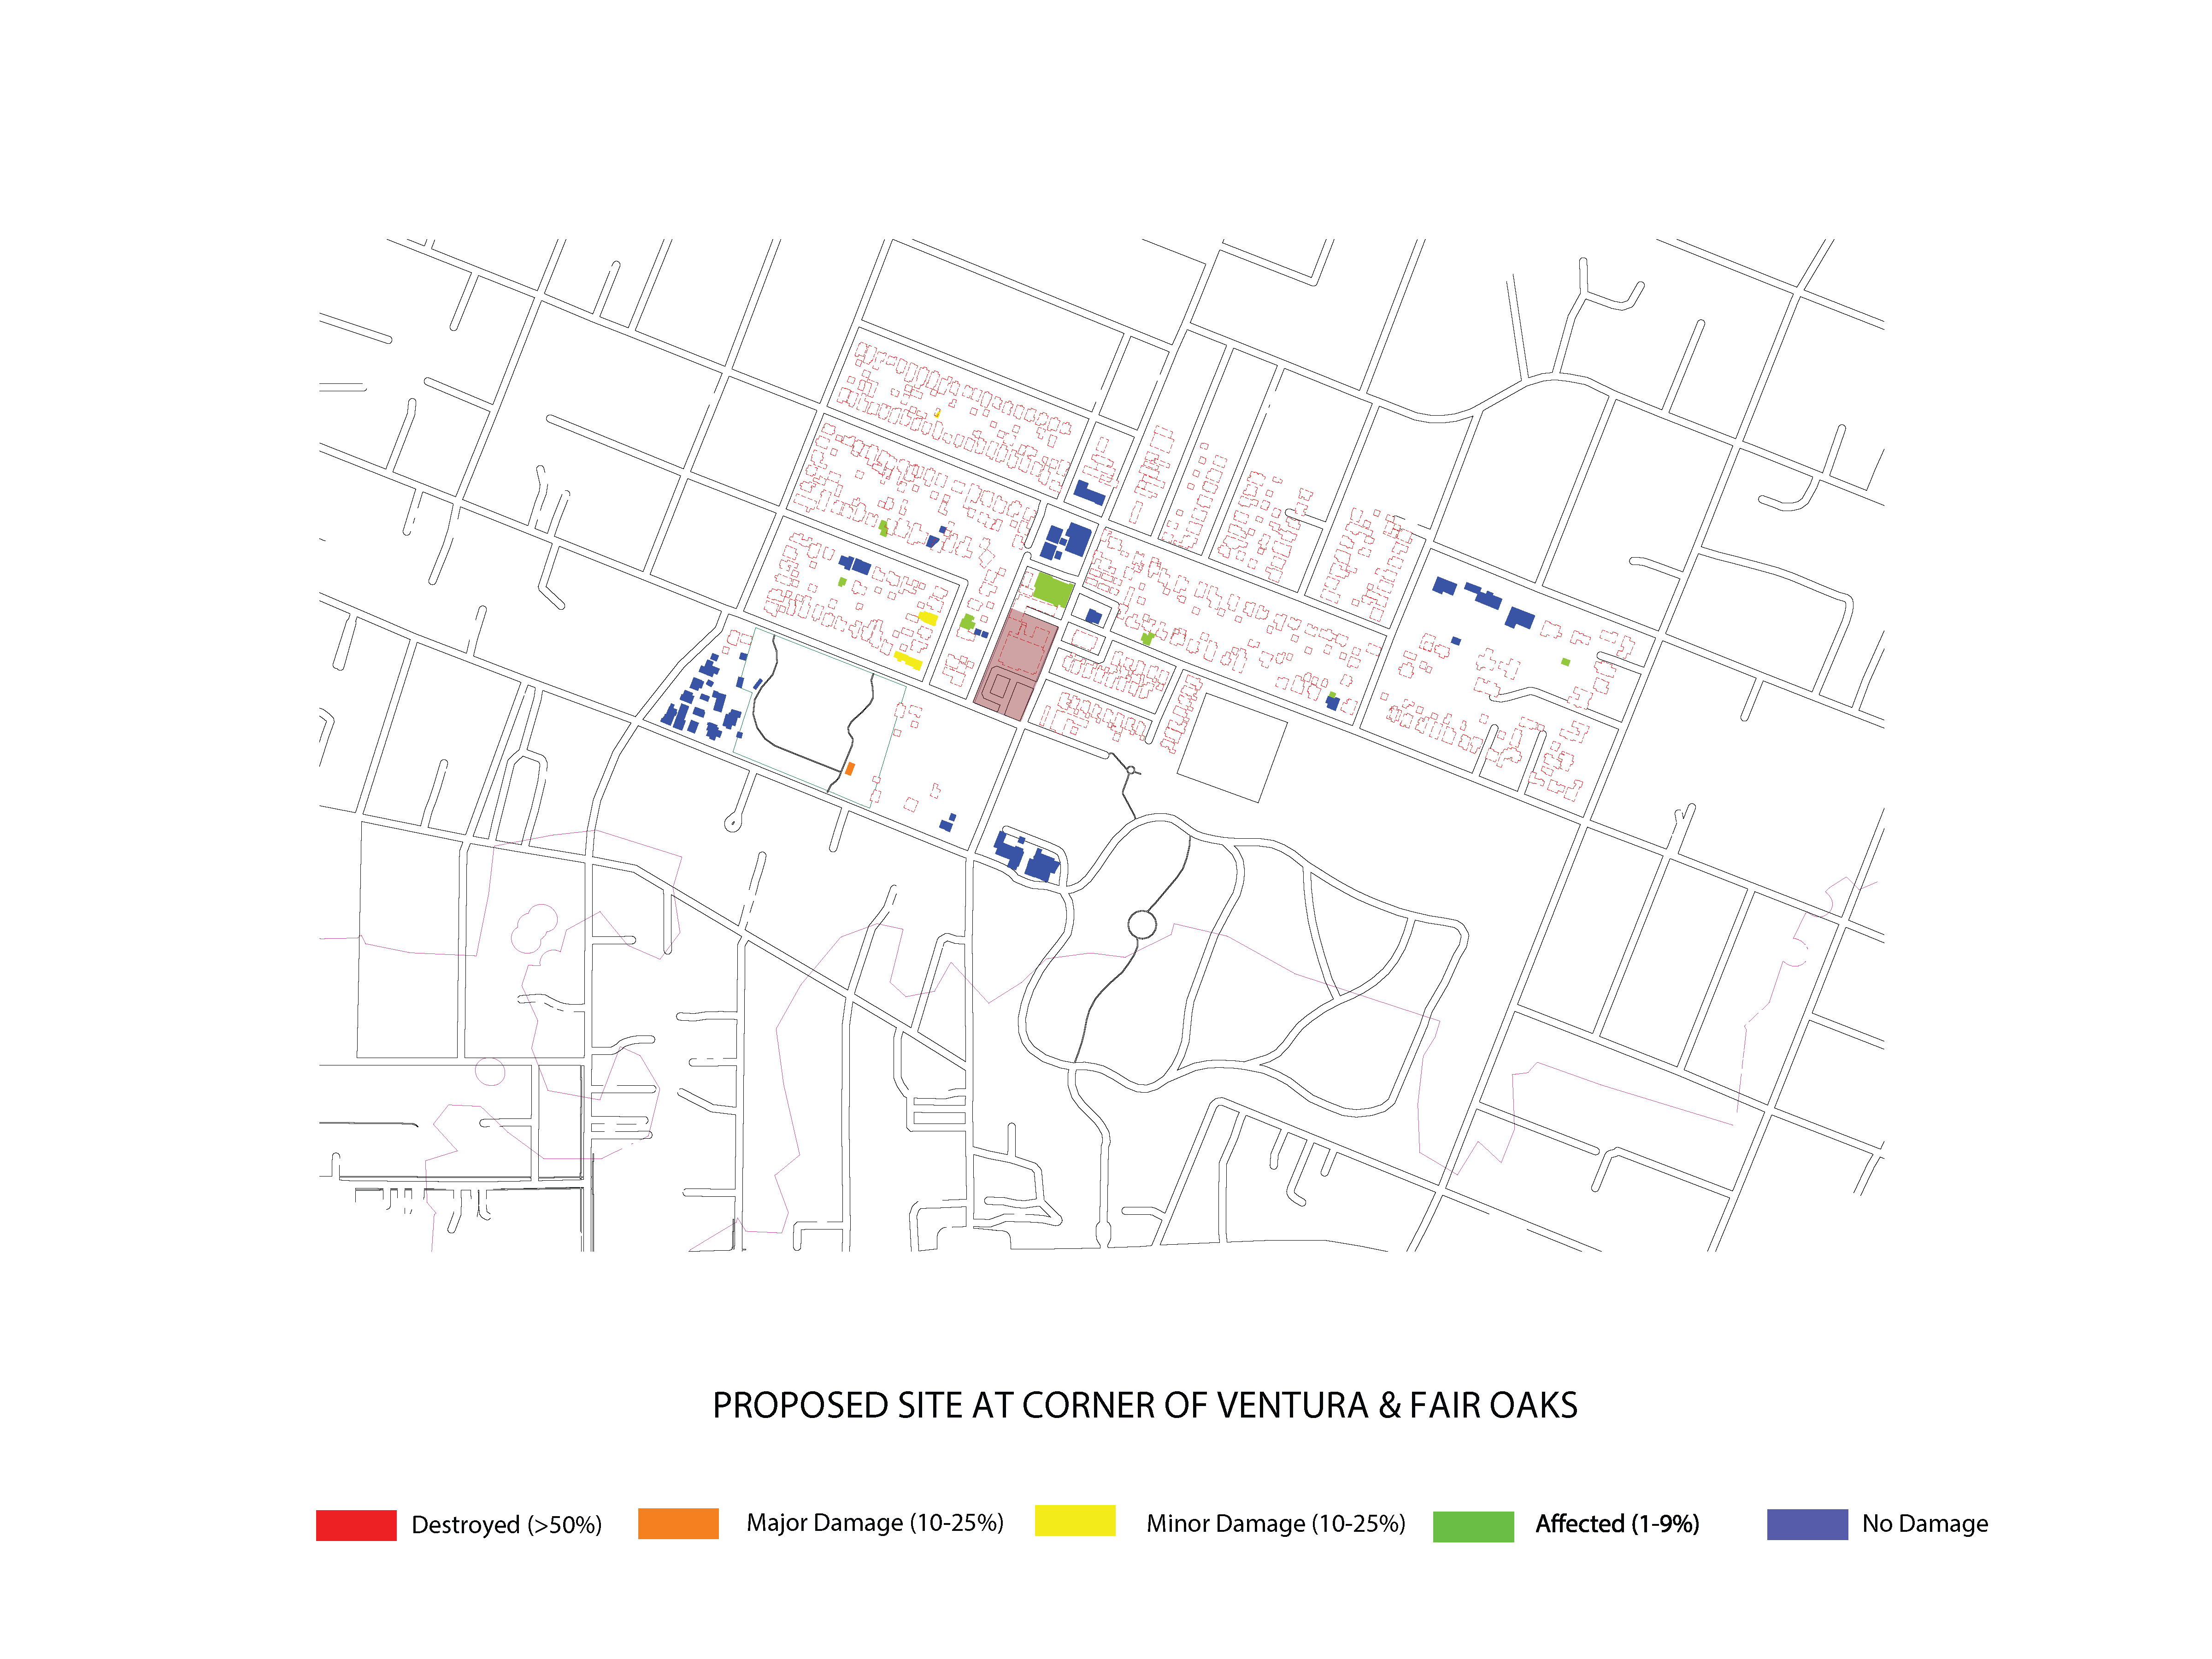 PROPOSED SITE AT CORNER OF VENTURA & FAIR OAKS
Destroyed (>50%)
Major Damage (10-25%)
Minor Damage (10-25%)
Affected (1-9%)
No Damage